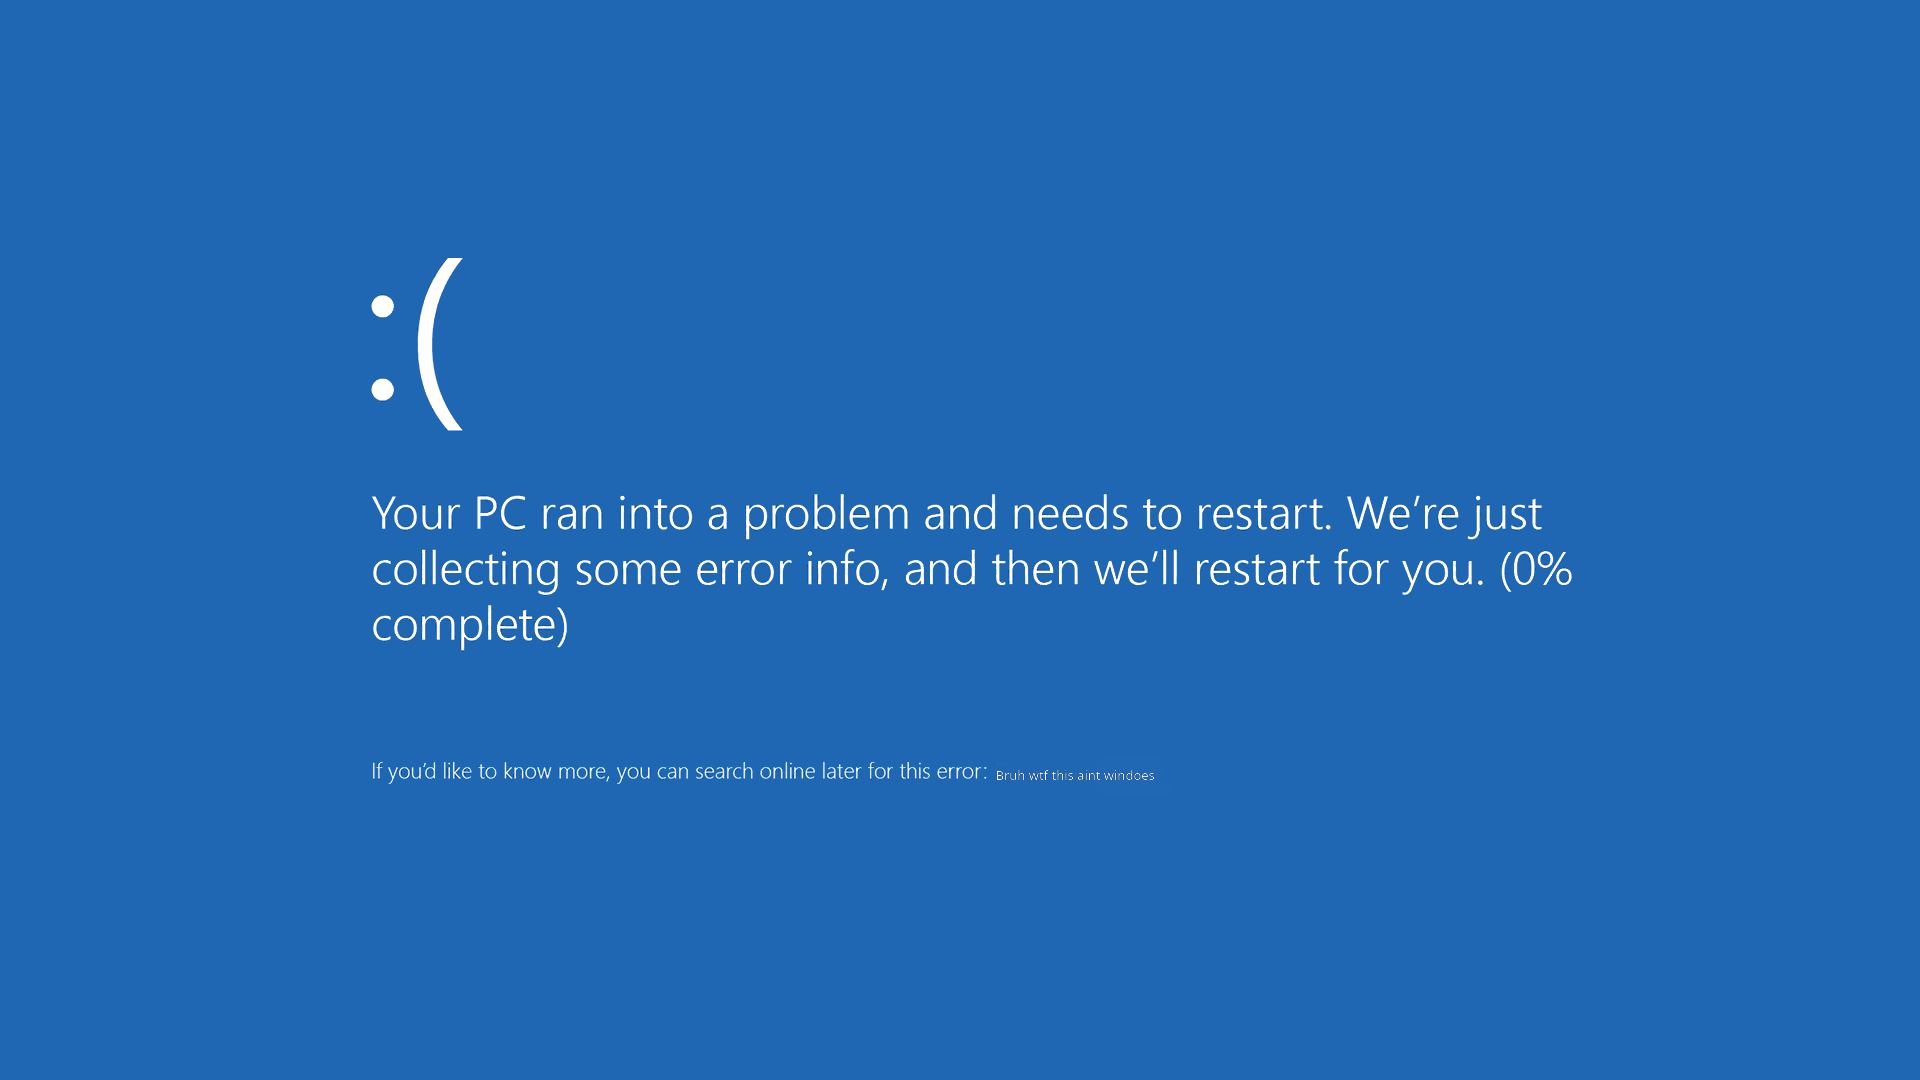 :(
Your PC ran into a problem and needs to restart. We’re just
collecting some error info, and then we’ll restart for you. (0%
complete)
If you’d like to know more, you can search online later for this error: Bruh wtf this aint windoes